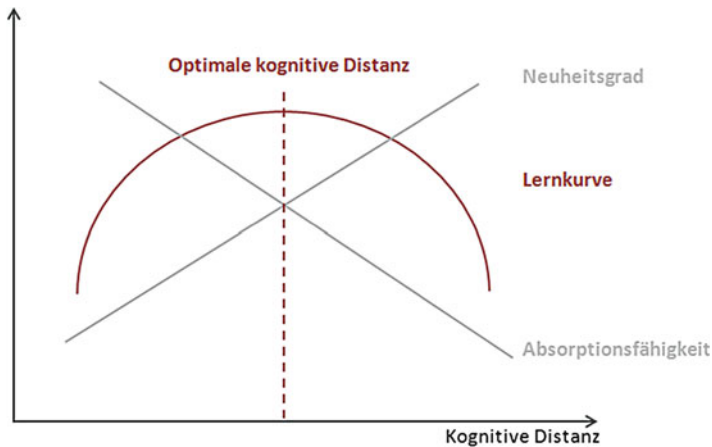 Optimale kognitive Distanz
Neuheitsgrad
Lernkurve
Absorptionsfähigkeit
Kognitive Distanz